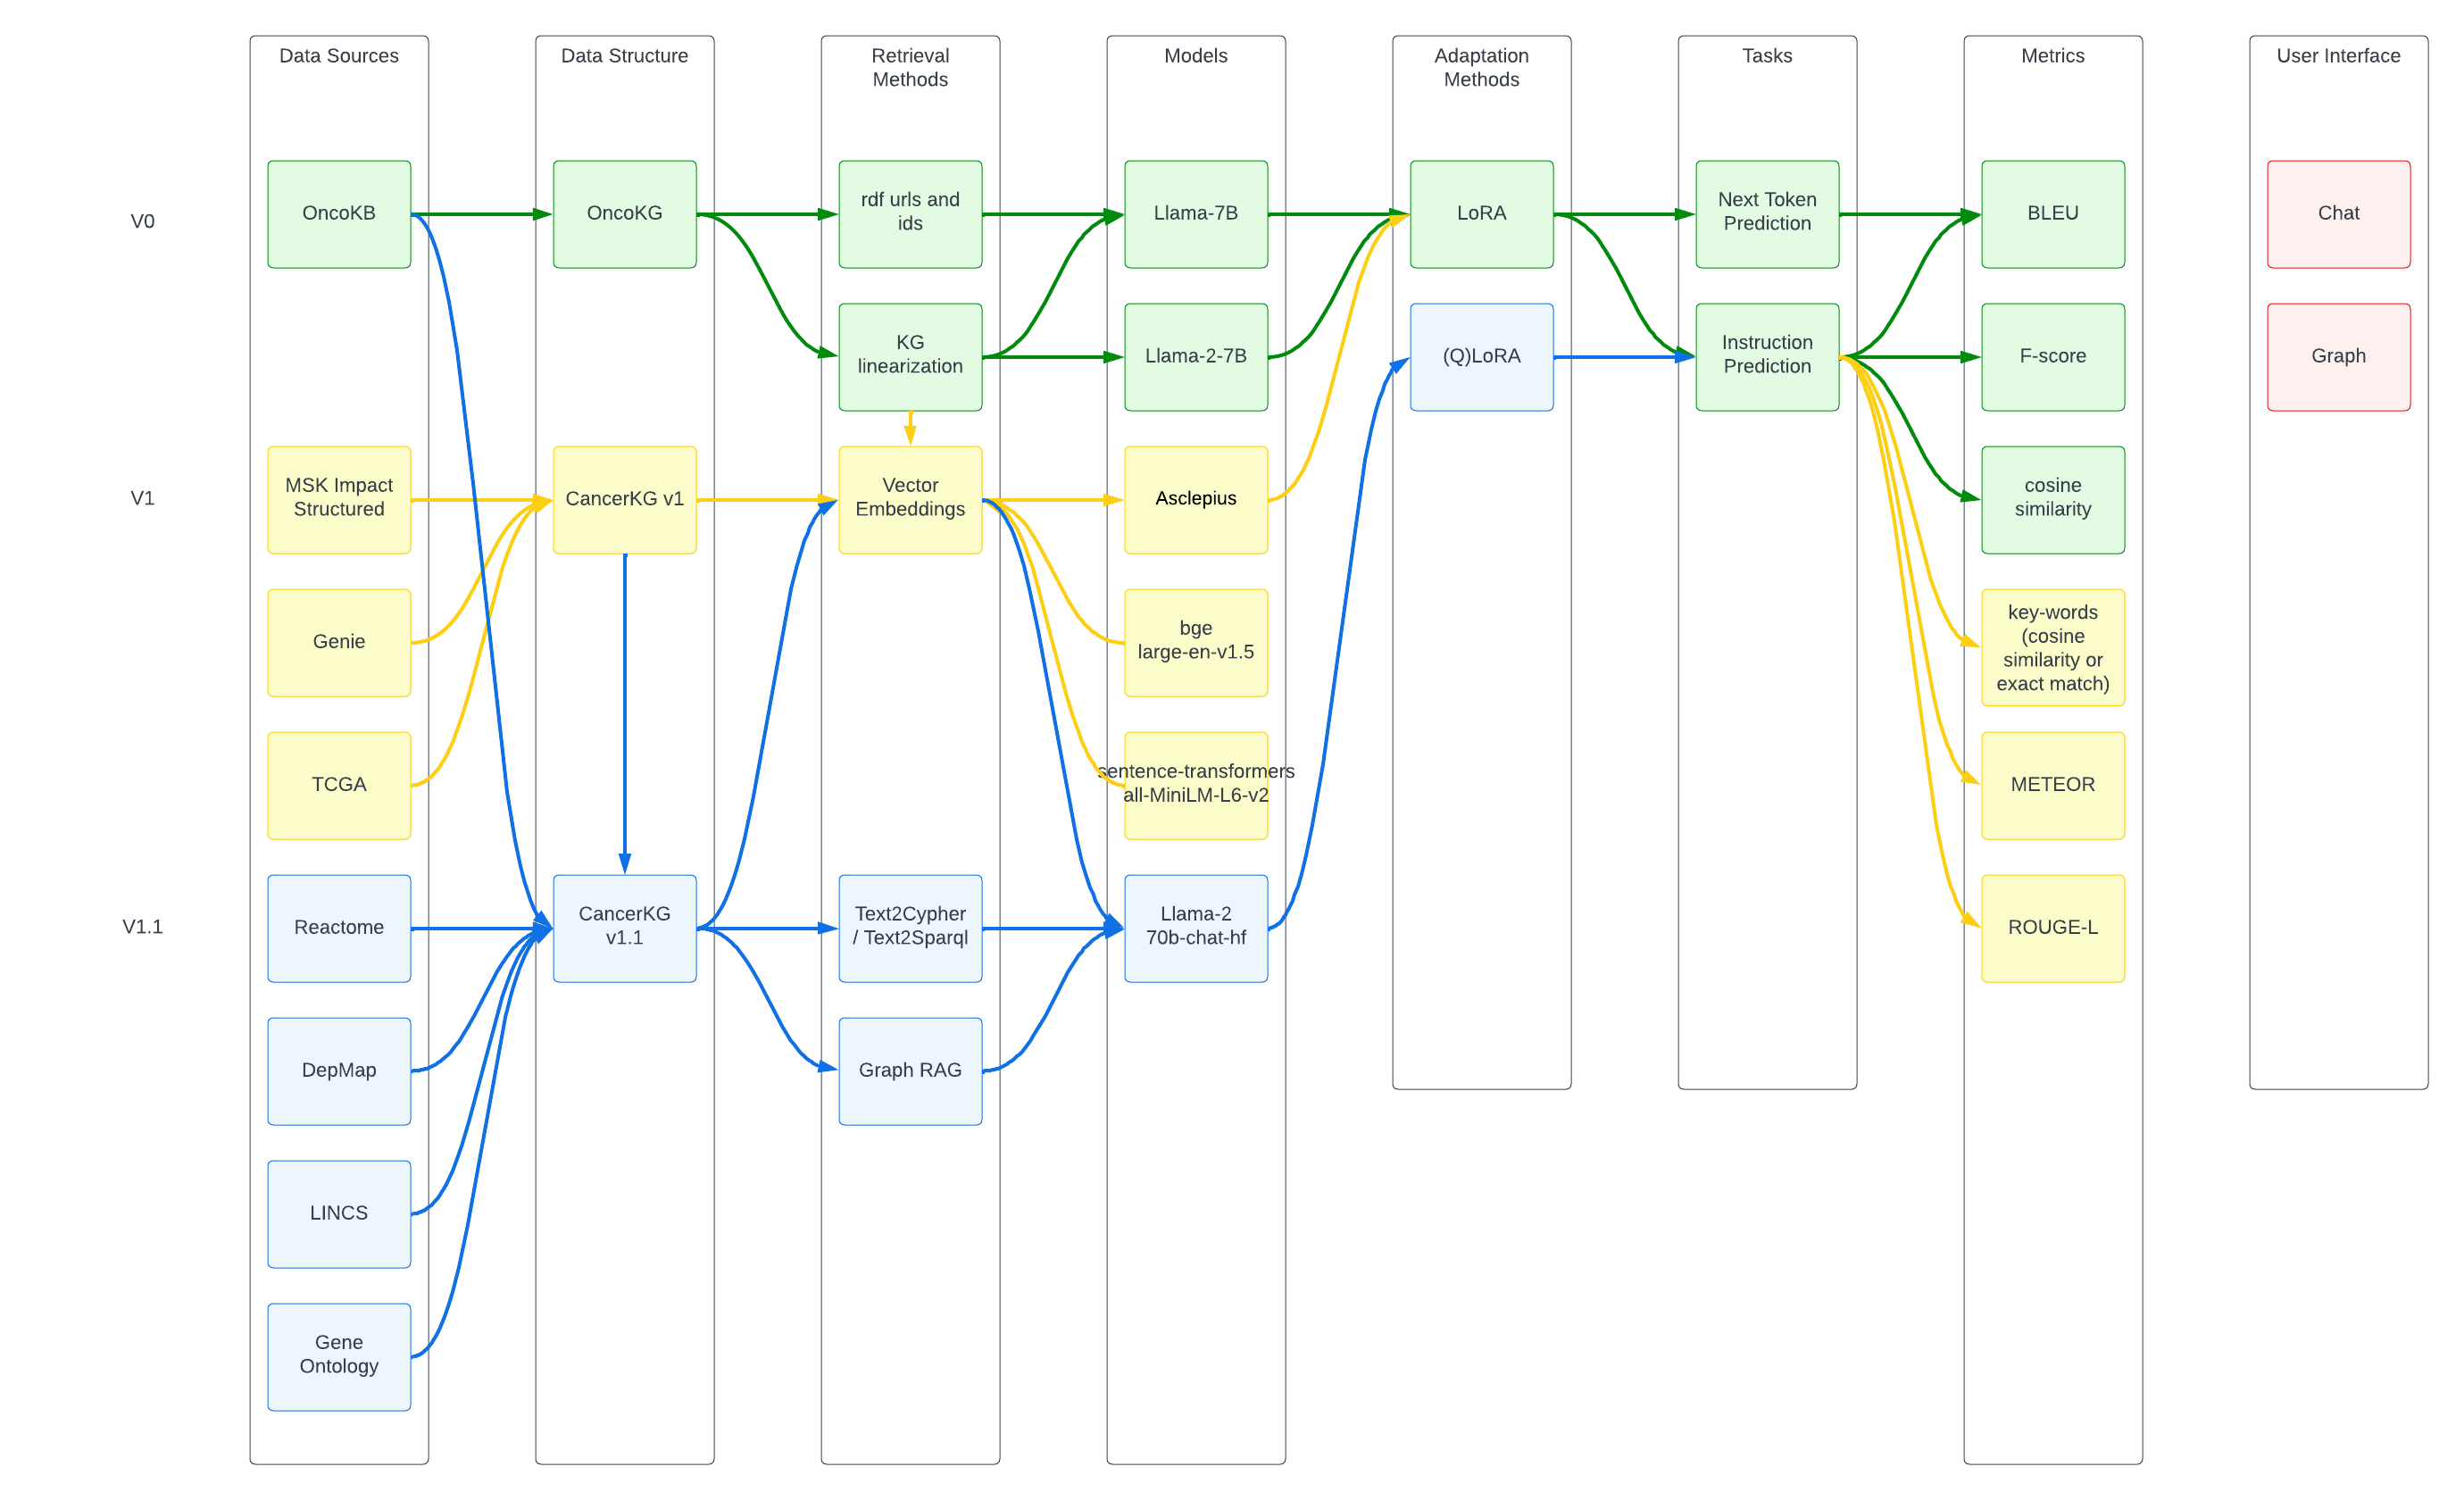 Data Sources
Data Structure
Retrieval
Methods
Models
Adaptation
Methods
Tasks
Metrics
User Interface
V0
OncoKB
OncoKG
rdf urls and
ids
Llama-7B
LoRA
Next Token
Prediction
BLEU
Chat
KG
linearization
Llama-2-7B
(Q)LoRA
Instruction
Prediction
F-score
Graph
V1
MSK Impact
Structured
CancerKG v1
Vector
Embeddings
Asclepius
cosine
similarity
Genie
bge
large-en-v1.5
key-words
(cosine
similarity or
exact match)
TCGA
sentence-transformers
all-MiniLM-L6-v2
METEOR
V1.1
Reactome
CancerKG
v1.1
Text2Cypher
/ Text2Sparql
Llama-2
70b-chat-hf
ROUGE-L
DepMap
Graph RAG
LINCS
Gene
Ontology